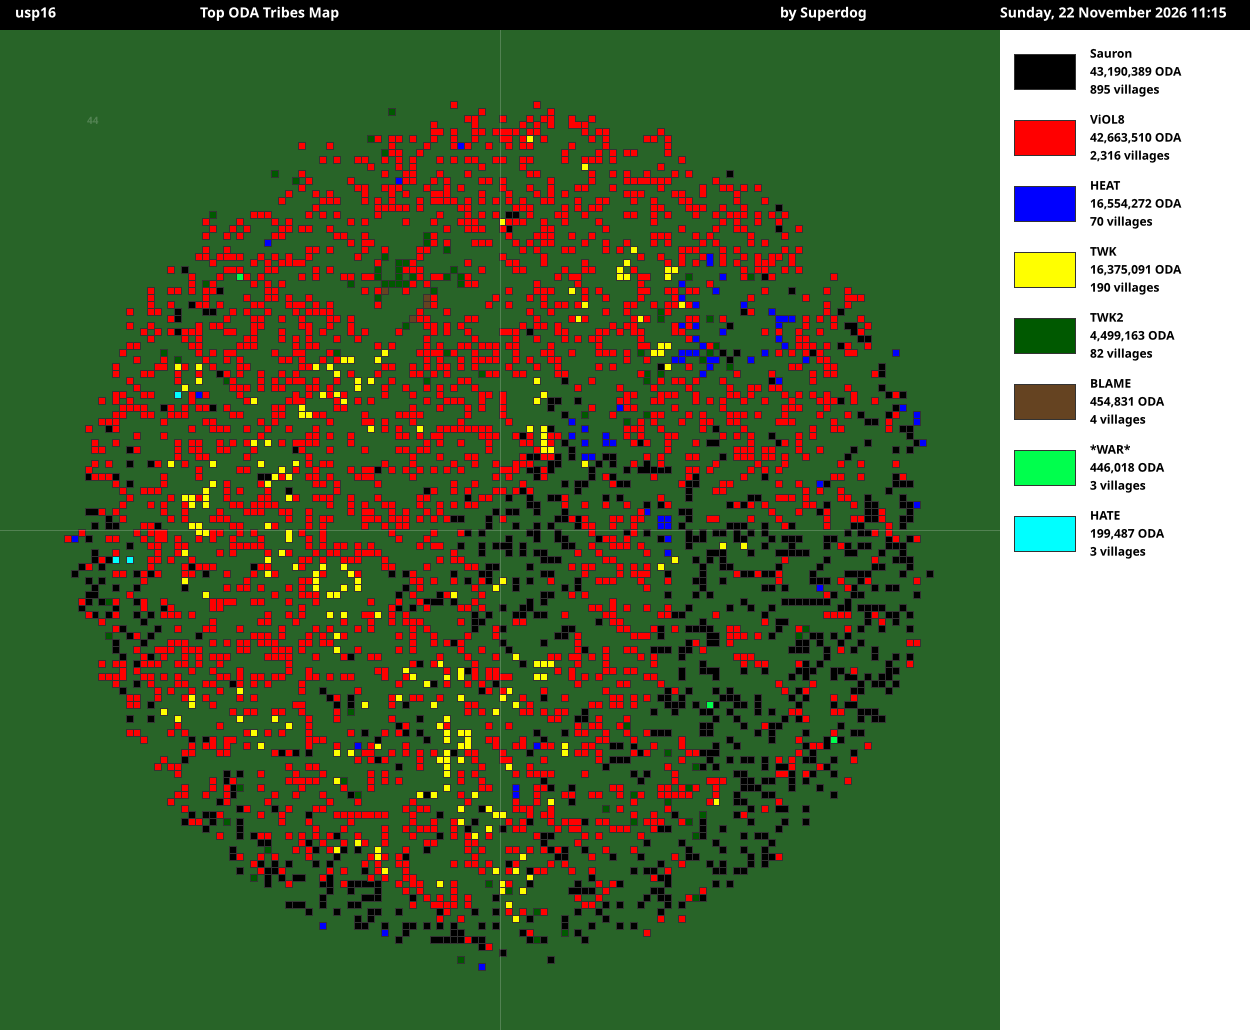 usp16 Top ODA Tribes Map by Superdog Sunday, 22 November 2026 11:15
44
Sauron
43,190,389 ODA
895 villages
ViOL8
42,663,510 ODA
2,316 villages
HEAT
16,554,272 ODA
70 villages
TWK
16,375,091 ODA
190 villages
TWK2
4,499,163 ODA
82 villages
BLAME
454,831 ODA
4 villages
*WAR*
446,018 ODA
3 villages
HATE
199,487 ODA
3 villages